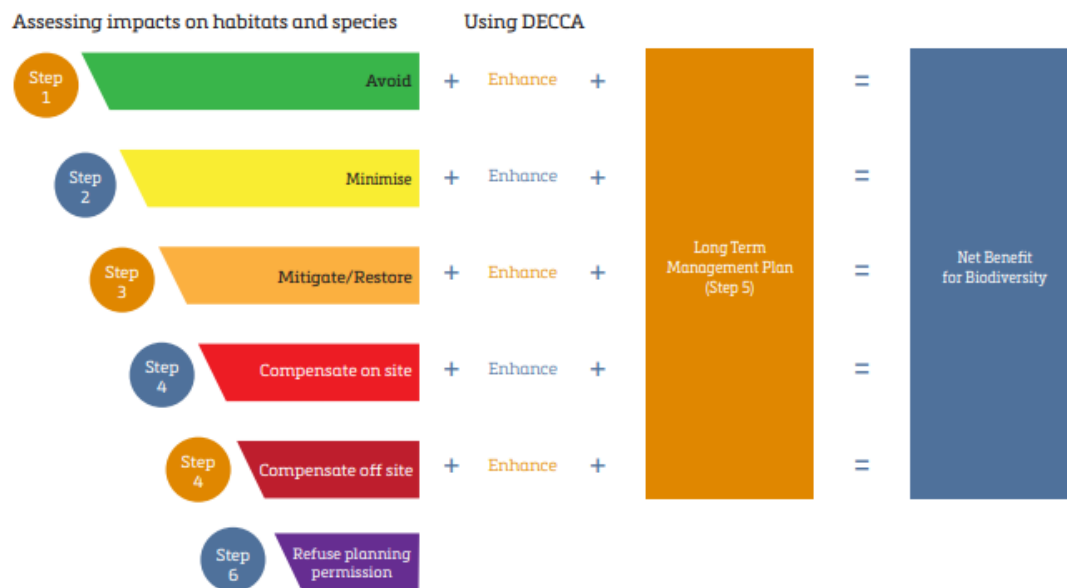 Assessing impacts on habitats and species
Using DECCA
Step
1
Avoid
+ Enhance + =
Step
2
Minimise
+ Enhance + =
Step
3
Mitigate/Restore
+ Enhance + =
Step
4
Compensate on site
+ Enhance + =
Step
4
Compensate off site
+ Enhance + =
Step
6
Refuse planning
permission
Long Term
Management Plan
(Step 5)
Net Benefit
for Biodiversity